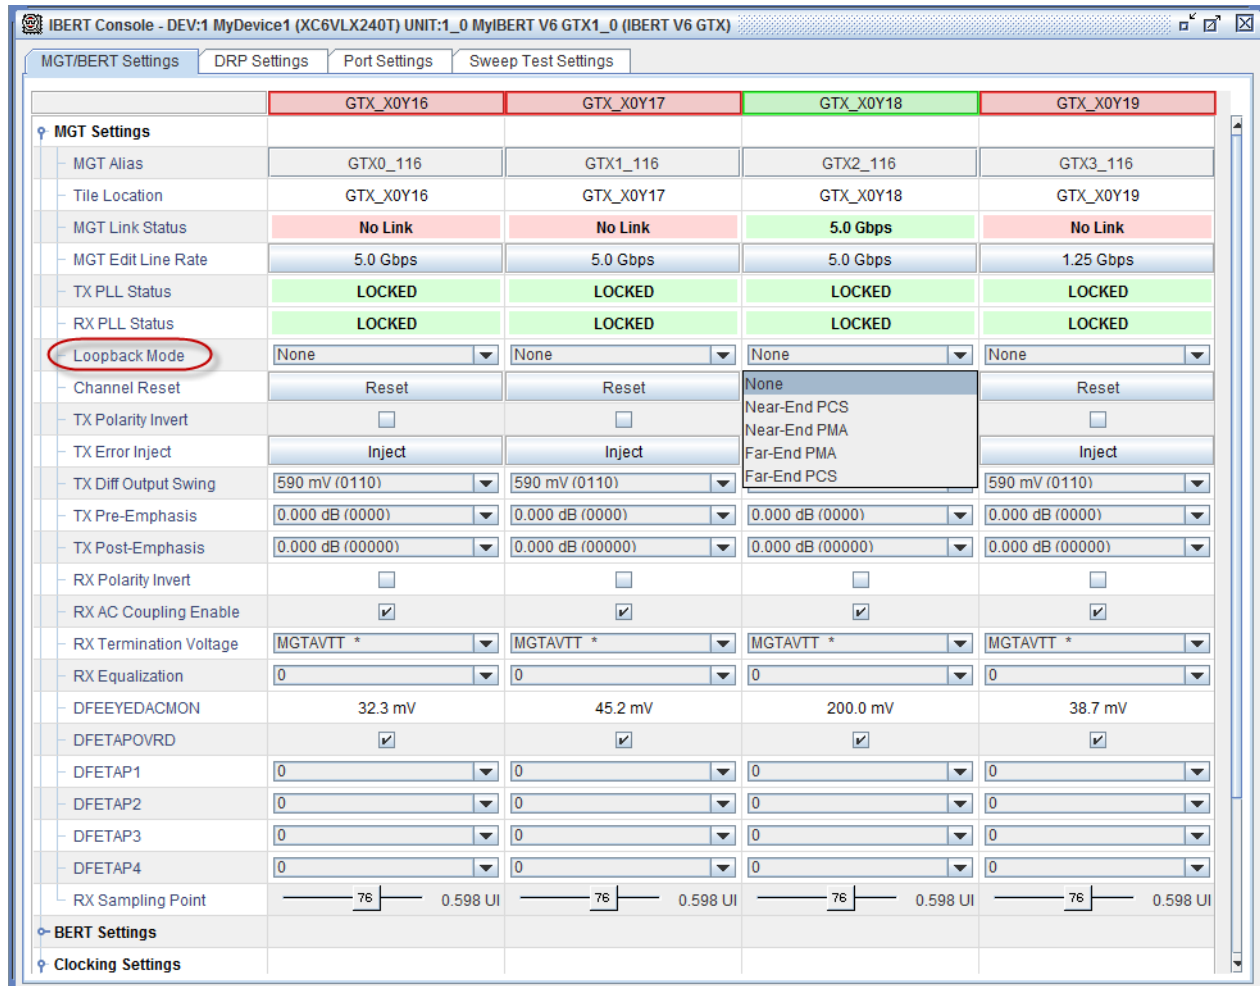 IBERT Console - DEV:1 MyDevice1 (XC6VLX240T) UNIT:1_0 MyIBERT V6 GTX1_0 (IBERT V6 GTX)
MGT/BERT Settings DRP Settings Port Settings Sweep Test Settings
GTX_X0Y16 GTX_X0Y17 GTX_X0Y18 GTX_X0Y19
MGT Settings
MGT Alias GTX0_116 GTX1_116 GTX2_116 GTX3_116
Tile Location GTX_X0Y16 GTX_X0Y17 GTX_X0Y18 GTX_X0Y19
MGT Link Status No Link No Link 5.0 Gbps No Link
MGT Edit Line Rate 5.0 Gbps 5.0 Gbps 5.0 Gbps 1.25 Gbps
TX PLL Status LOCKED LOCKED LOCKED LOCKED
RX PLL Status LOCKED LOCKED LOCKED LOCKED
Loopback Mode None None None None
Channel Reset Reset Reset None Reset
Near-End PCS
TX Polarity Invert
Near-End PMA
TX Error Inject Inject Inject Far-End PMA Inject
Far-End PCS
TX Diff Output Swing 590 mV (0110) 590 mV (0110) 590 mV (0110)
TX Pre-Emphasis 0.000 dB (0000) 0.000 dB (0000) 0.000 dB (0000) 0.000 dB (0000)
TX Post-Emphasis 0.000 dB (00000) 0.000 dB (00000) 0.000 dB (00000) 0.000 dB (00000)
RX Polarity Invert
RX AC Coupling Enable
RX Termination Voltage MGTAVTT * MGTAVTT * MGTAVTT * MGTAVTT *
RX Equalization 0 0 0 0
DFEEYEDACMON 32.3 mV 45.2 mV 200.0 mV 38.7 mV
DFETAPOVRD
DFETAP1 0 0 0 0
DFETAP2 0 0 0 0
DFETAP3 0 0 0 0
DFETAP4 0 0 0 0
RX Sampling Point 76 0.598 UI 76 0.598 UI 76 0.598 UI 76 0.598 UI
BERT Settings
Clocking Settings